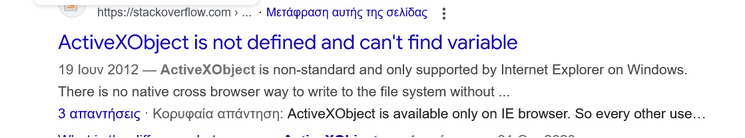 https://stackoverflow.com › ... · Μετάφραση αυτής της σελίδας
ActiveXObject is not defined and can't find variable
19 Ιουν 2012 — ActiveXObject is non-standard and only supported by Internet Explorer on Windows.
There is no native cross browser way to write to the file system without ...
3 απαντήσεις · Κορυφαία απάντηση: ActiveXObject is available only on IE browser. So every other use…